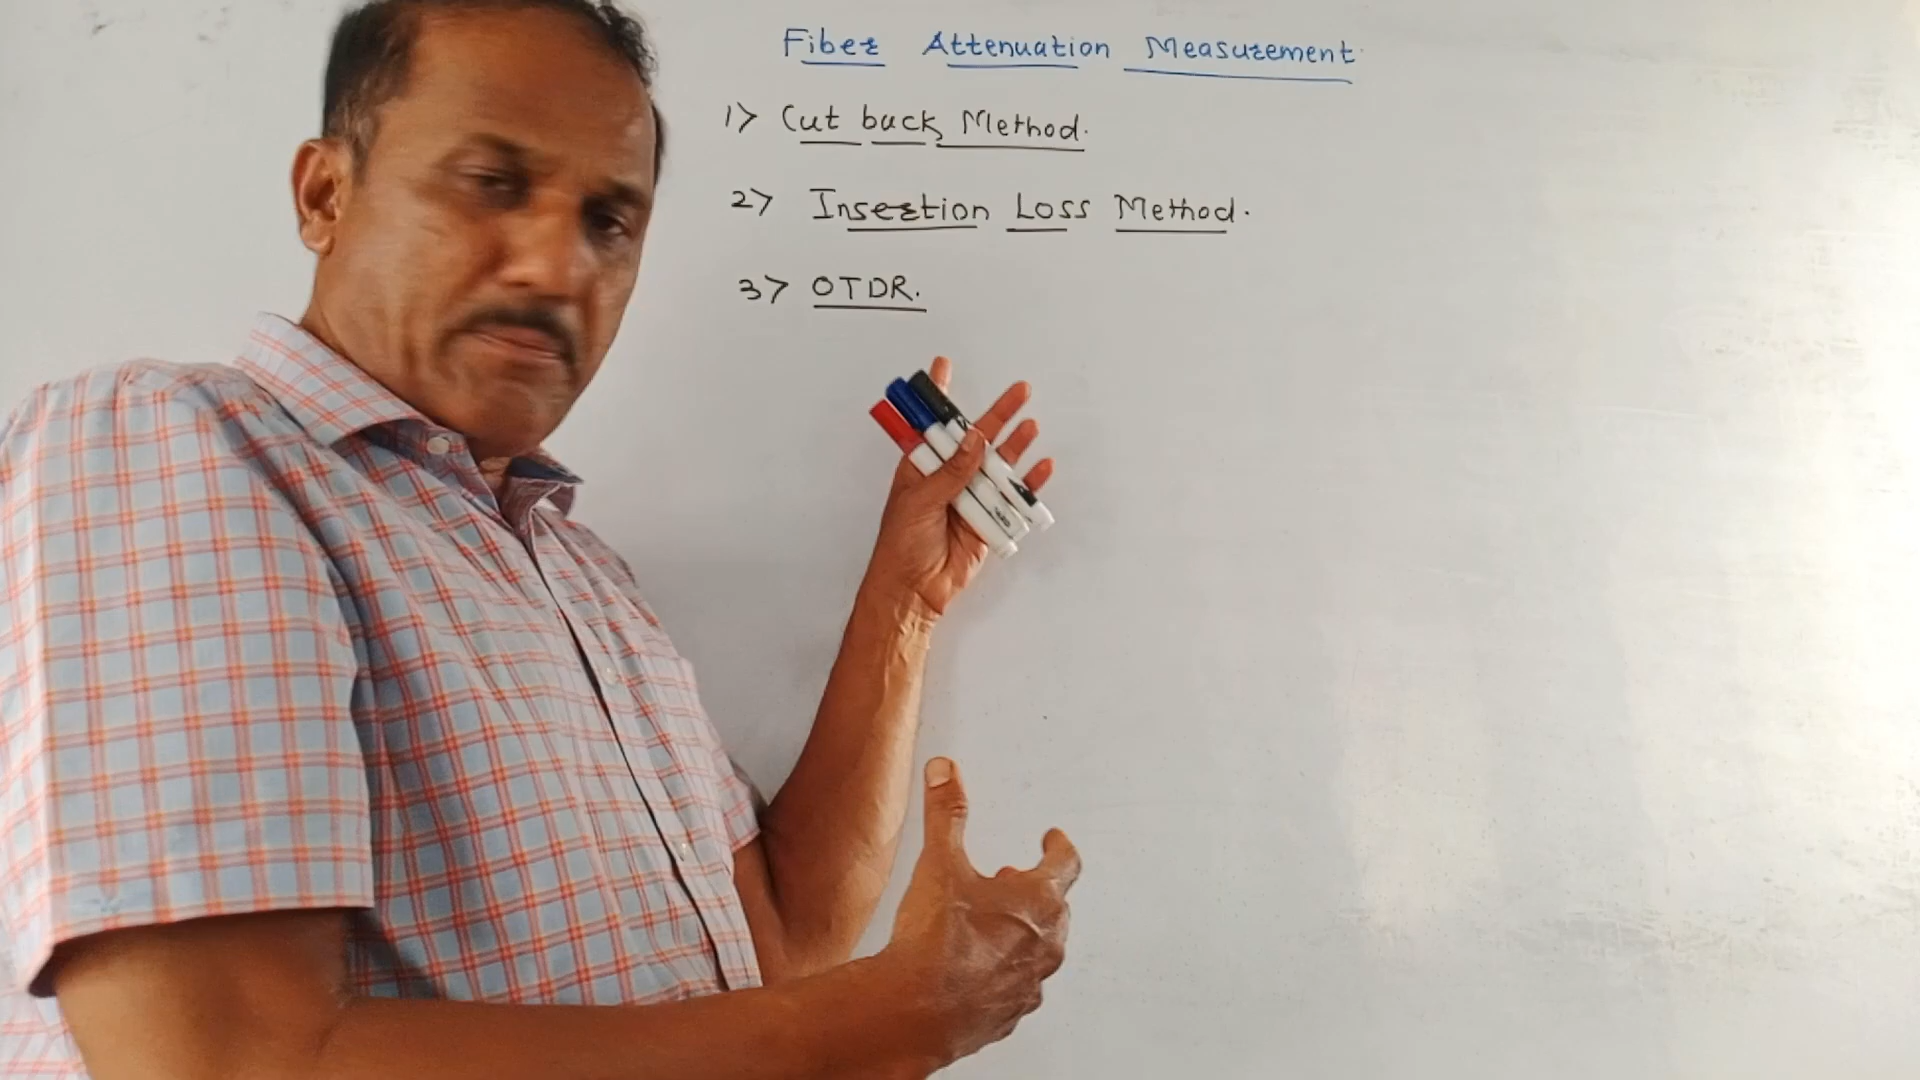 Fiber Attenuation Measurement.
1> Cut back Method.
2> Insertion Loss Method.
3> OTDR.